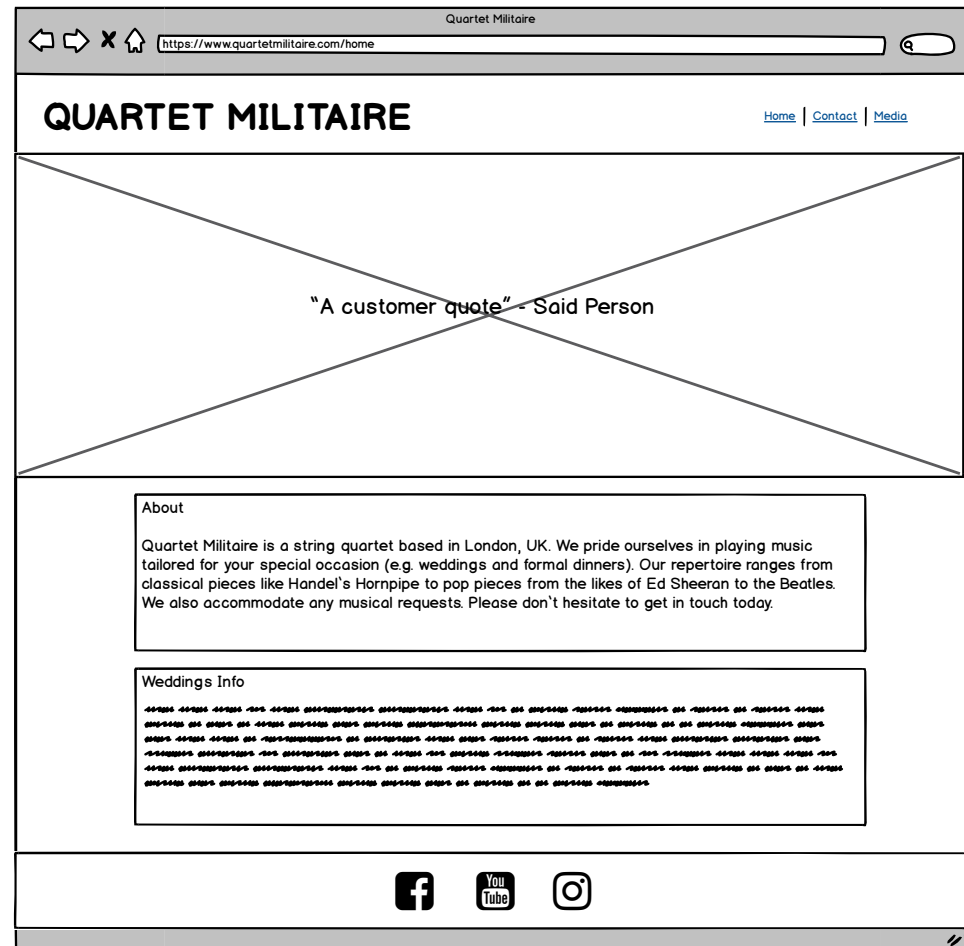 Quartet Militaire
https://www.quartetmilitaire.com/home
QUARTET MILITAIRE
Home | Contact | Media
“A customer quote” - Said Person
About
Quartet Militaire is a string quartet based in London, UK. We pride ourselves in playing music
tailored for your special occasion (e.g. weddings and formal dinners). Our repertoire ranges from
classical pieces like Handel`s Hornpipe to pop pieces from the likes of Ed Sheeran to the Beatles.
We also accommodate any musical requests. Please don`t hesitate to get in touch today.
Weddings Info
You
Tube